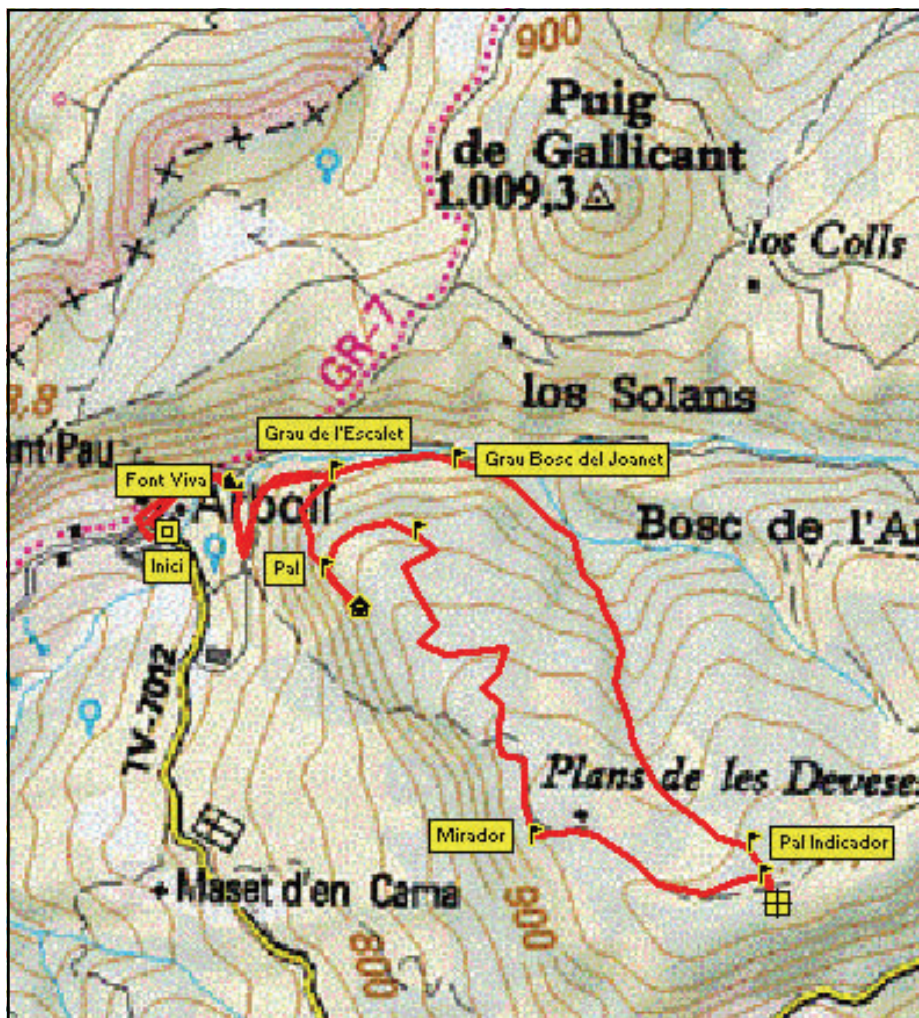 900
Puig
de Gallicant
1.009,3
los Colls
GR-7
los Solans
Grau de l'Escalet
Grau Bosc del Joanet
Font Viva
Bosc de l'A
Inici
Pal
TV-7012
Plans de les Devese
Mirador
Pal Indicador
Maset d'en Cama
900
800